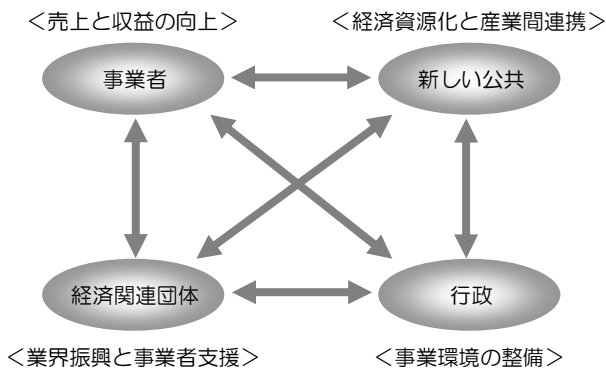 ＜売上と収益の向上＞
＜経済資源化と産業間連携＞
事業者
新しい公共
経済関連団体
行政
＜業界振興と事業者支援＞
＜事業環境の整備＞